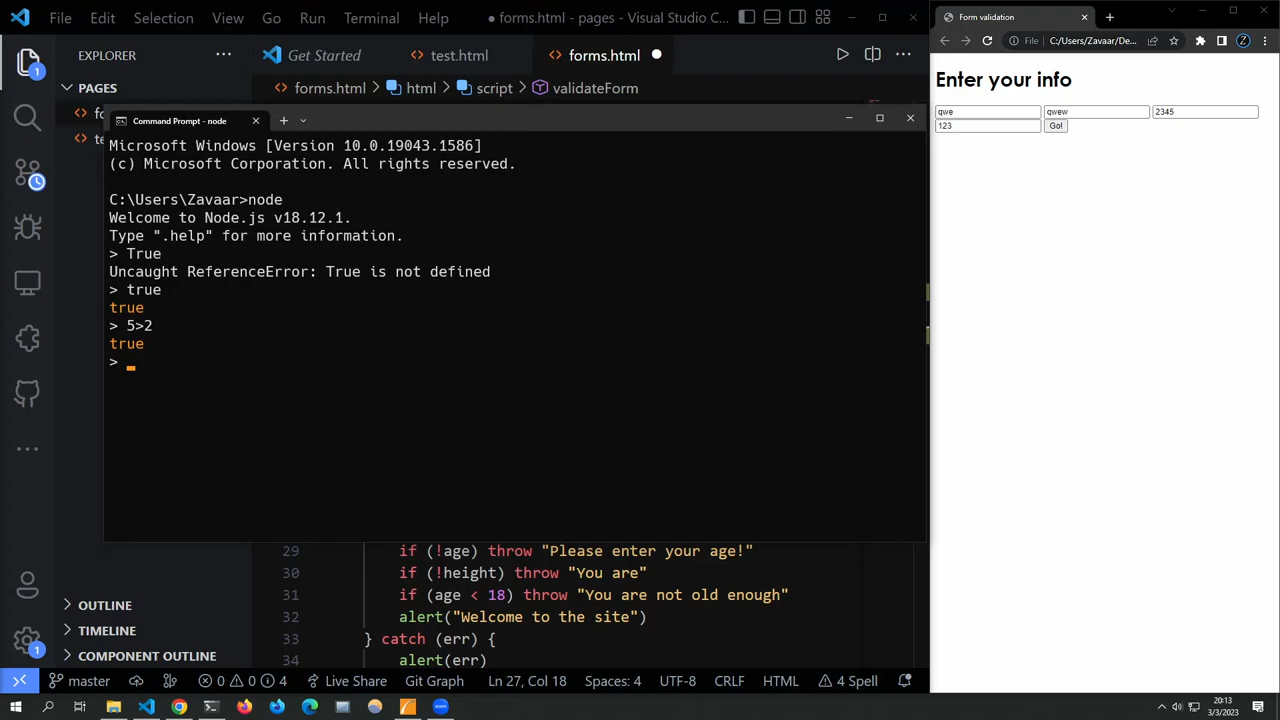 File Edit Selection View Go Run Terminal Help ● forms.html - pages - Visual Studio C...
EXPLORER ... Get Started test.html forms.html
PAGES
forms.html html script validateForm
Command Prompt - node
Microsoft Windows [Version 10.0.19043.1586]
(c) Microsoft Corporation. All rights reserved.
C:\Users\Zavaar>node
Welcome to Node.js v18.12.1.
Type ".help" for more information.
> True
Uncaught ReferenceError: True is not defined
> true
true
> 5>2
true
>
29 if (!age) throw "Please enter your age!"
30 if (!height) throw "You are"
31 if (age < 18) throw "You are not old enough"
32 alert("Welcome to the site")
33 } catch (err) {
34 alert(err)
OUTLINE
TIMELINE
COMPONENT OUTLINE
master 0 0 4 Live Share Git Graph Ln 27, Col 18 Spaces: 4 UTF-8 CRLF HTML 4 Spell
Form validation
File C:/Users/Zavaar/De...
Enter your info
qwe qwew 2345
123 Go!
20:13
3/3/2023